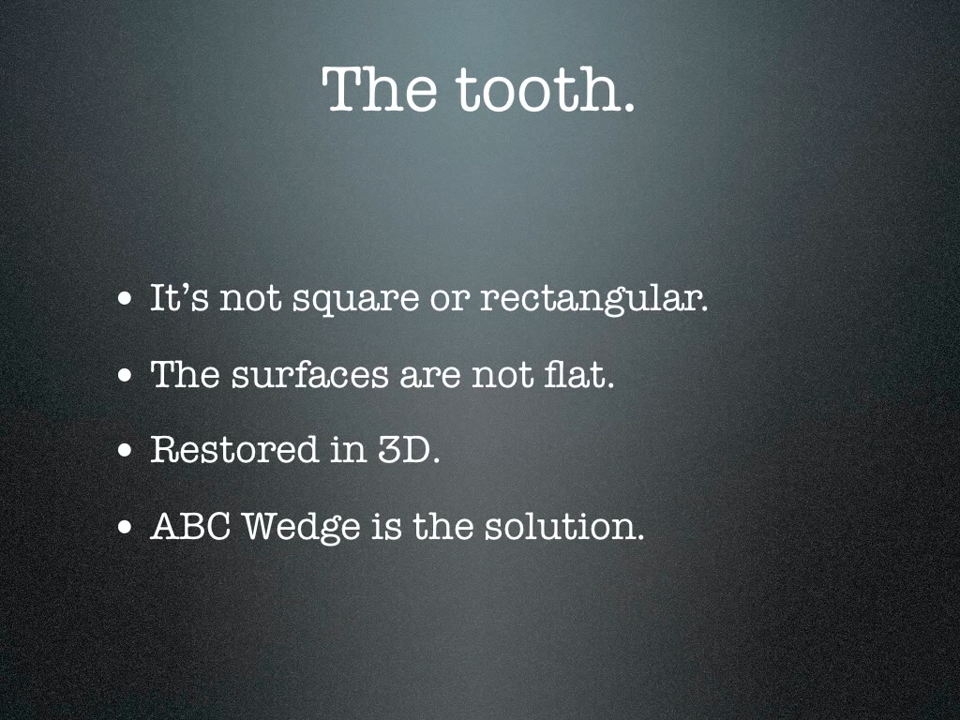 The tooth.
• It’s not square or rectangular.
• The surfaces are not flat.
• Restored in 3D.
• ABC Wedge is the solution.